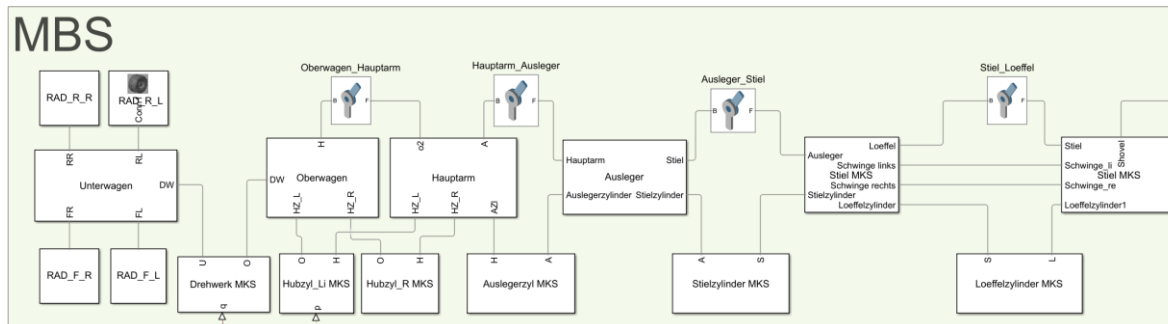 MBS
Oberwagen_Hauptarm
Hauptarm_Ausleger
Ausleger_Stiel
Stiel_Loeffel
B F
B F
B F
B F
RAD_R_R
RAD_R_L
Conn
RR
RL
Unterwagen
DW
FR
FL
RAD_F_R
RAD_F_L
H
DW
Oberwagen
HZ_L
HZ_R
o2
A
Hauptarm
HZ_L
HZ_R
AZI
Hauptarm
Stiel
Ausleger
Auslegerzylinder
Stielzylinder
Loeffel
Ausleger
Schwinge links
Stiel MKS
Schwinge rechts
Stielzylinder
Loeffelzylinder
Shovel
Stiel
Schwinge_li
Stiel MKS
Schwinge_re
Loeffelzylinder1
U
O
Drehwerk MKS
q
O
H
Hubzyl_Li MKS
p
O
H
Hubzyl_R MKS
H
A
Auslegerzyl MKS
A
S
Stielzylinder MKS
S
L
Loeffelzylinder MKS